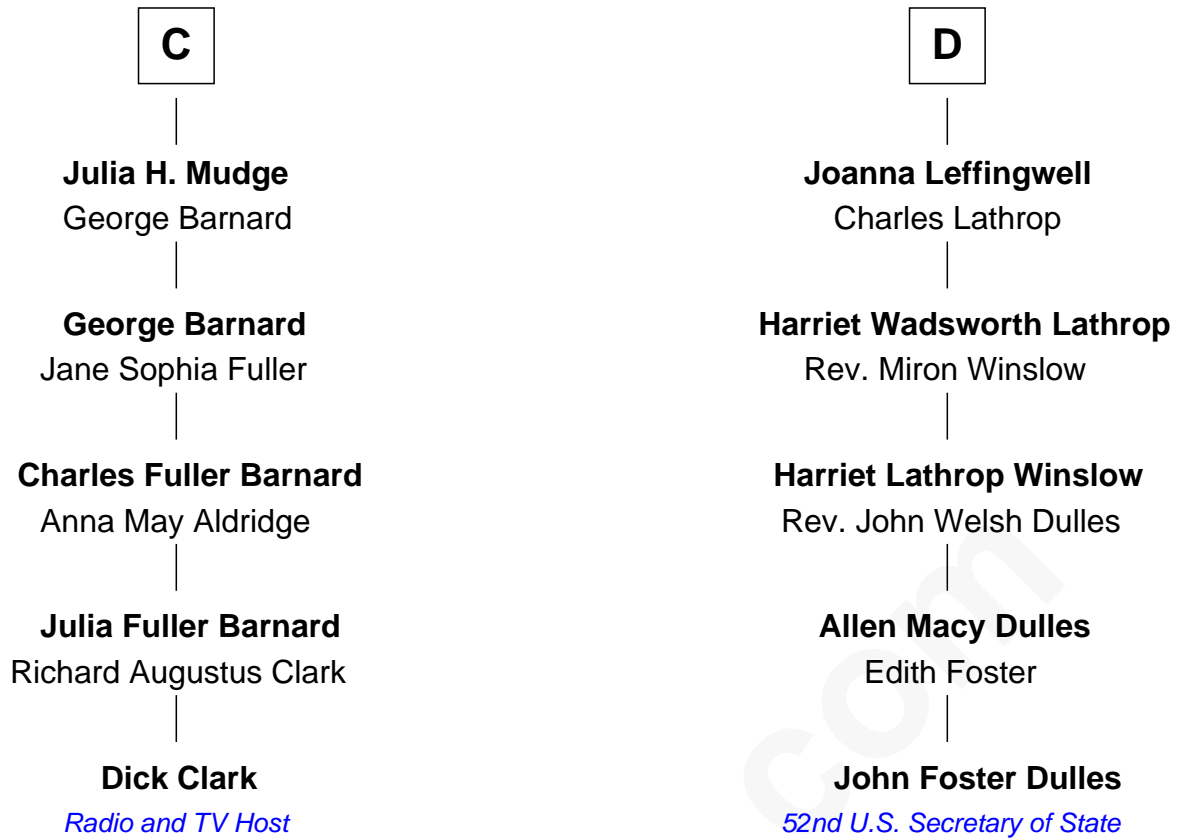 C
Julia H. Mudge
George Barnard
George Barnard
Jane Sophia Fuller
Charles Fuller Barnard
Anna May Aldridge
Julia Fuller Barnard
Richard Augustus Clark
Dick Clark
Radio and TV Host
D
Joanna Leffingwell
Charles Lathrop
Harriet Wadsworth Lathrop
Rev. Miron Winslow
Harriet Lathrop Winslow
Rev. John Welsh Dulles
Allen Macy Dulles
Edith Foster
John Foster Dulles
52nd U.S. Secretary of State
com